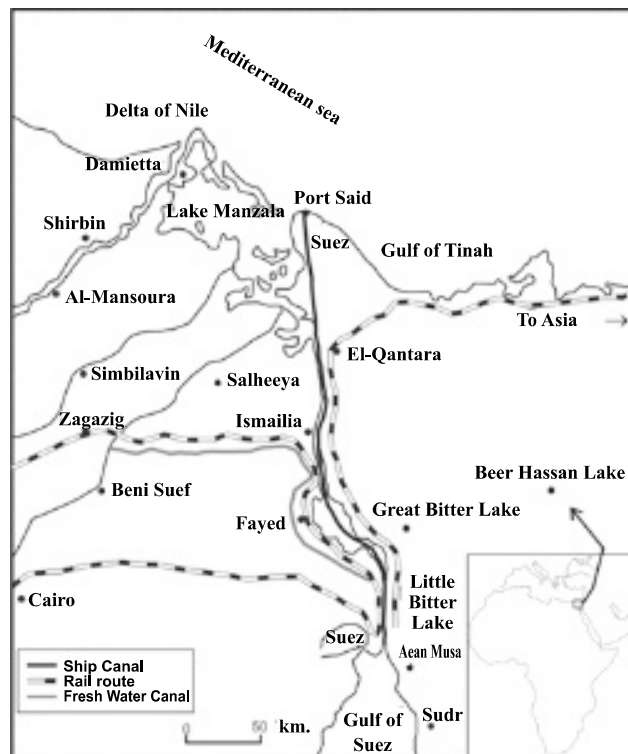 Mediterranean sea
Delta of Nile
Damietta
Port Said
Lake Manzala
Shirbin
Suez
Gulf of Tinah
Al-Mansoura
To Asia
El-Qantara
Simbilavin
Salheeya
Zagazig
Ismailia
Beer Hassan Lake
Beni Suef
Great Bitter Lake
Fayed
Little
Bitter
Lake
Cairo
Suez
Aean Musa
Ship Canal
Rail route
Fresh Water Canal
0 50 km.
Gulf of
Suez
Sudr